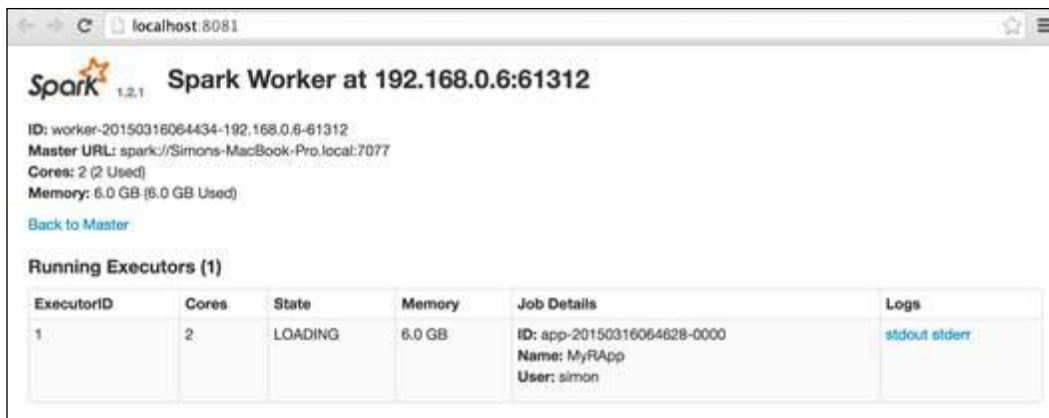 localhost:8081
Spark 1.2.1 Spark Worker at 192.168.0.6:61312
ID: worker-20150316064434-192.168.0.6-61312
Master URL: spark://Simons-MacBook-Pro.local:7077
Cores: 2 (2 Used)
Memory: 6.0 GB (6.0 GB Used)
Back to Master
Running Executors (1)
ExecutorID Cores State Memory Job Details Logs
1 2 LOADING 6.0 GB ID: app-20150316064628-0000 stdout stderr
Name: MyRApp
User: simon